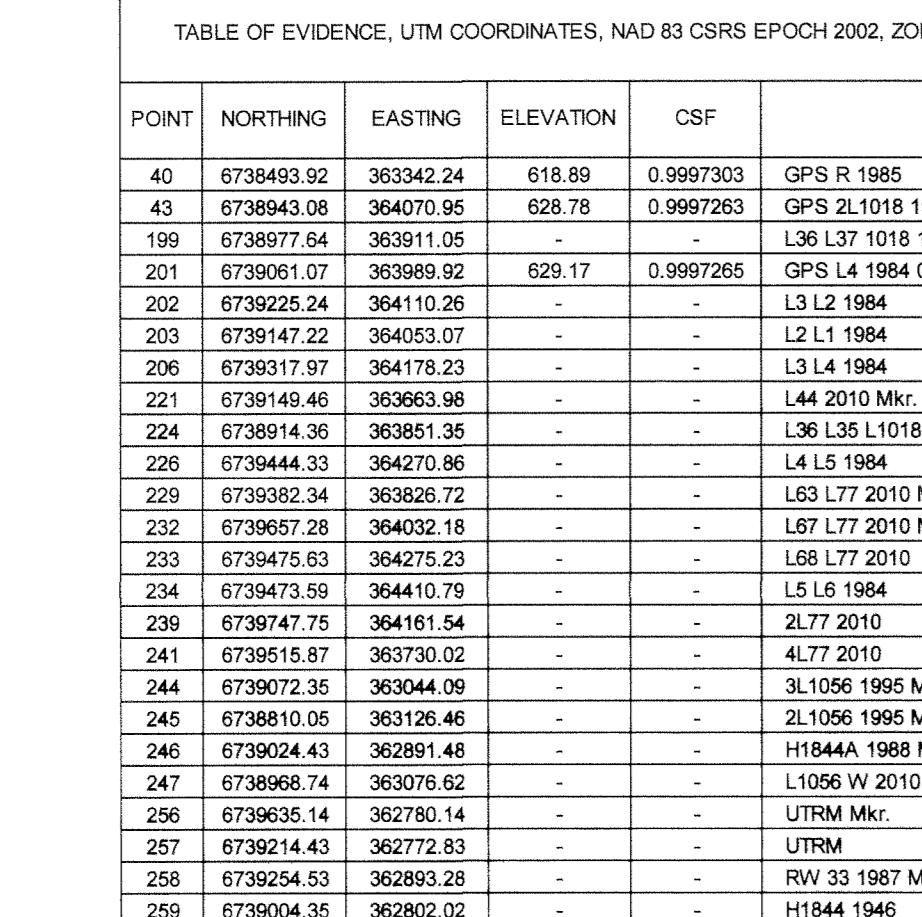 TABLE OF EVIDENCE, UTM COORDINATES, NAD 83 CSRS EPOCH 2002,
POINT NORTHING EASTING ELEVATION CSF
40 6738493.92 363342.24 618.89 0.9997303 GPS R 1985
43 6738943.08 364070.95 628.78 0.9997263 GPS 2L1018
199 6738977.64 363911.05 - - L36 L37 1018
201 6739061.07 363989.92 629.17 0.9997265 GPS L4 1984
202 6739225.24 364110.26 - - L3 L2 1984
203 6739147.22 364053.07 - - L2 L1 1984
206 6739317.97 364178.23 - - L3 L4 1984
221 6739149.46 363663.98 - - L44 2010 Mkr.
224 6738914.36 363851.35 - - L36 L35 L1018
226 6739444.33 364270.86 - - L4 L5 1984
229 6739382.34 363826.72 - - L63 L77 2010
232 6739657.28 364032.18 - - L67 L77 2010
233 6739475.63 364275.23 - - L68 L77 2010
234 6739473.59 364410.79 - - L5 L6 1984
239 6739747.75 364161.54 - - 2L77 2010
241 6739515.87 363730.02 - - 4L77 2010
244 6739072.35 363044.09 - - 3L1056 1995
245 6738810.05 363126.46 - - 2L1056 1995
246 6739024.43 362891.48 - - H1844A 1988
247 6738968.74 363076.62 - - L1056 W 2010
256 6739635.14 362780.14 - - UTRM Mkr.
257 6739214.43 362772.83 - - UTRM
258 6739254.53 362893.28 - - RW 33 1987
259 6739004.35 362802.02 - - H1844 1946